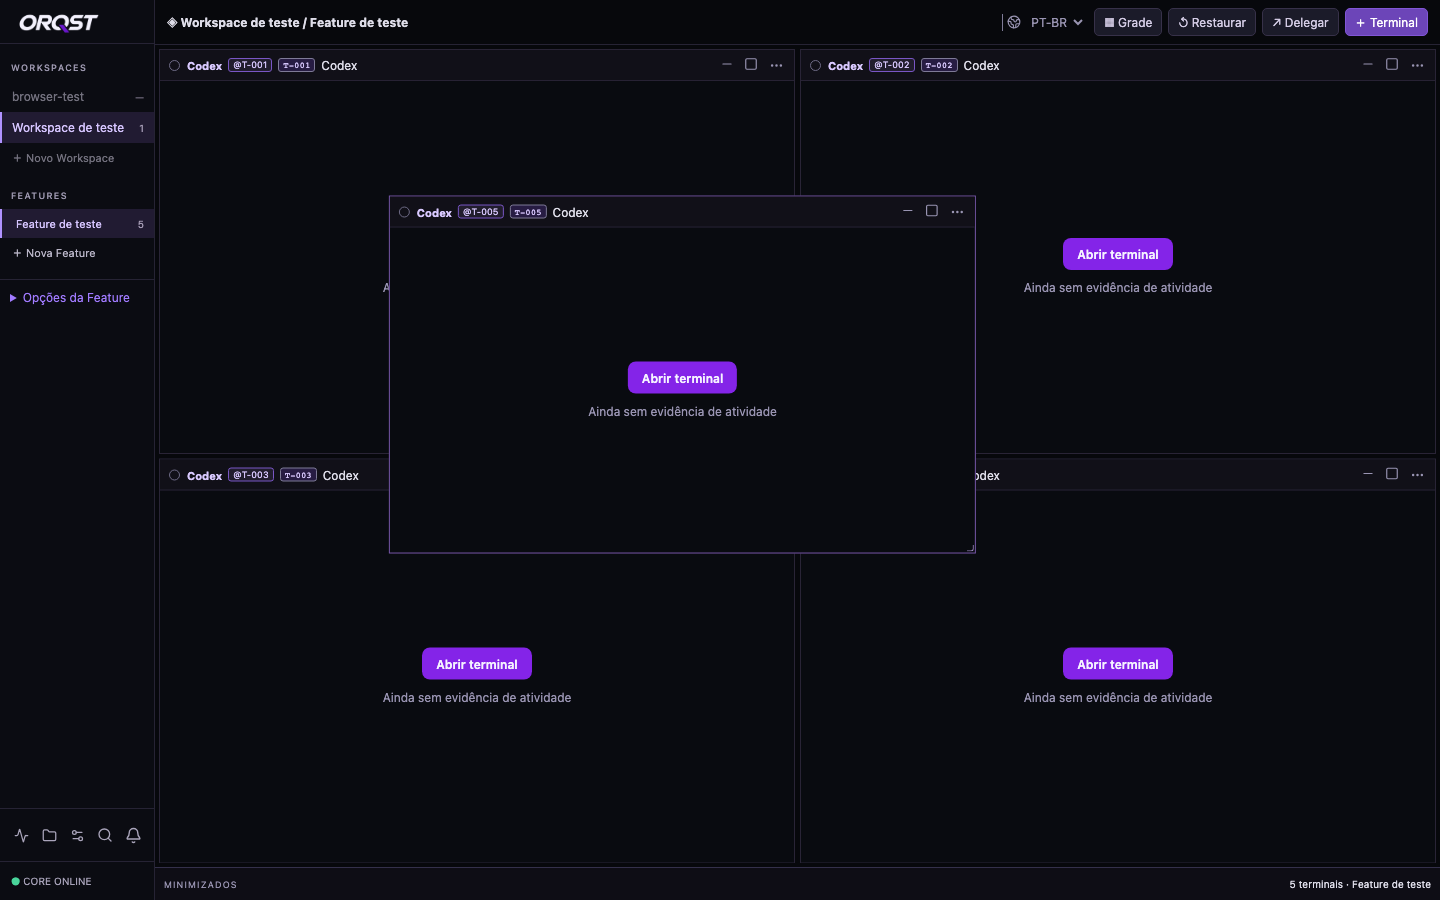 ORQST
◈ Workspace de teste / Feature de teste
PT-BR
Grade
Restaurar
Delegar
+ Terminal
WORKSPACES
browser-test
Workspace de teste 1
+ Novo Workspace
FEATURES
Feature de teste 5
+ Nova Feature
Opções da Feature
Codex @T-001 T-001 Codex
A
Codex @T-002 T-002 Codex
Abrir terminal
Ainda sem evidência de atividade
Codex @T-005 T-005 Codex
Abrir terminal
Ainda sem evidência de atividade
Codex @T-003 T-003 Codex
Abrir terminal
Ainda sem evidência de atividade
odex
Abrir terminal
Ainda sem evidência de atividade
CORE ONLINE
MINIMIZADOS
5 terminais · Feature de teste